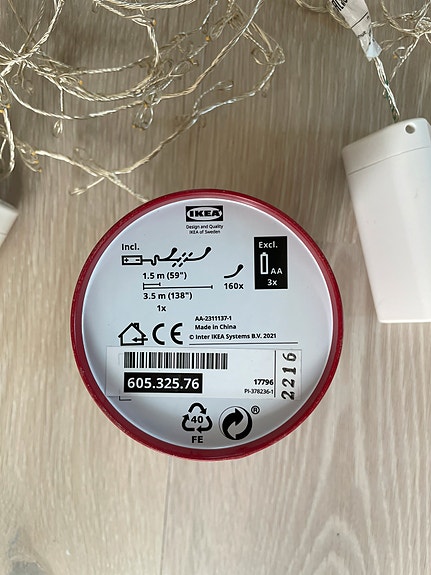 IKEA
Design and Quality
IKEA of Sweden
Incl.
Excl.
AA
3x
1.5 m (59")
160x
3.5 m (138")
1x
AA-2311137-1
Made in China
© Inter IKEA Systems B.V. 2021
CE
605.325.76
17796
PI-378236-1
2216
40
FE
®